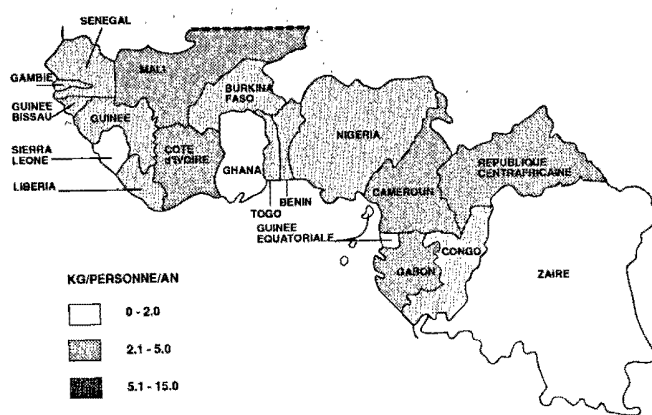 SENEGAL
MALI
GAMBIE
BURKINA
FASO
GUINEE
BISSAU
GUINEE
NIGERIA
SIERRA
LEONE
COTE
d'IVOIRE
GHANA
REPUBLIQUE
CENTRAFRICAINE
LIBERIA
CAMEROUN
BENIN
TOGO
GUINEE
EQUATORIALE
CONGO
GABON
ZAIRE
KG/PERSONNE/AN
0 - 2.0
2.1 - 5.0
5.1 - 15.0